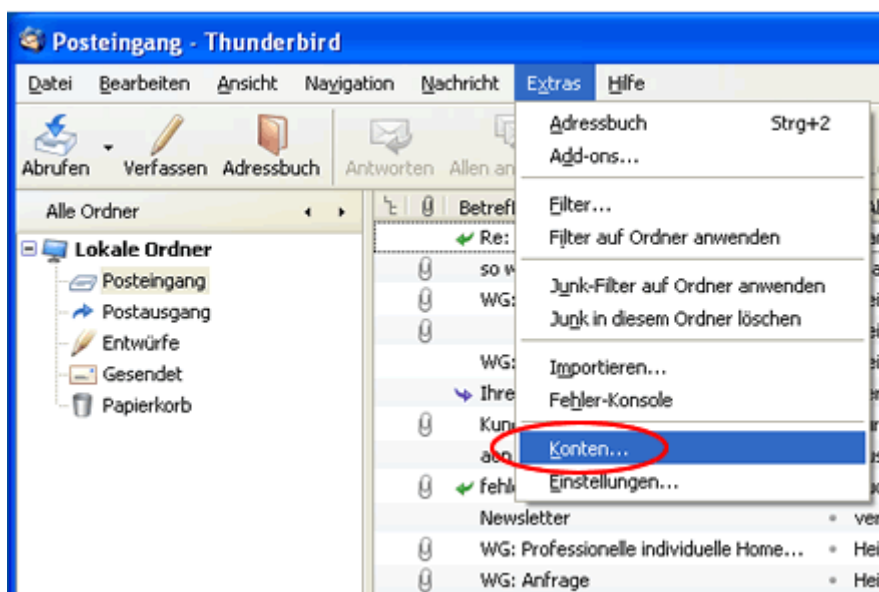 Posteingang - Thunderbird
Datei Bearbeiten Ansicht Navigation Nachricht Extras Hilfe
Abrufen Verfassen Adressbuch Antworten Allen
Alle Ordner
Lokale Ordner
Posteingang
Postausgang
Entwürfe
Gesendet
Papierkorb
Betreff
Re:
so
WG:
WG:
Ihre
Newsletter
WG: Professionelle individuelle Home...
WG: Anfrage
Adressbuch Strg+2
Add-ons...
Filter...
Filter auf Ordner anwenden
Junk-Filter auf Ordner anwenden
Junk in diesem Ordner löschen
Importieren...
Fehler-Konsole
Konten...
Einstellungen...
ver
Hei
Hei